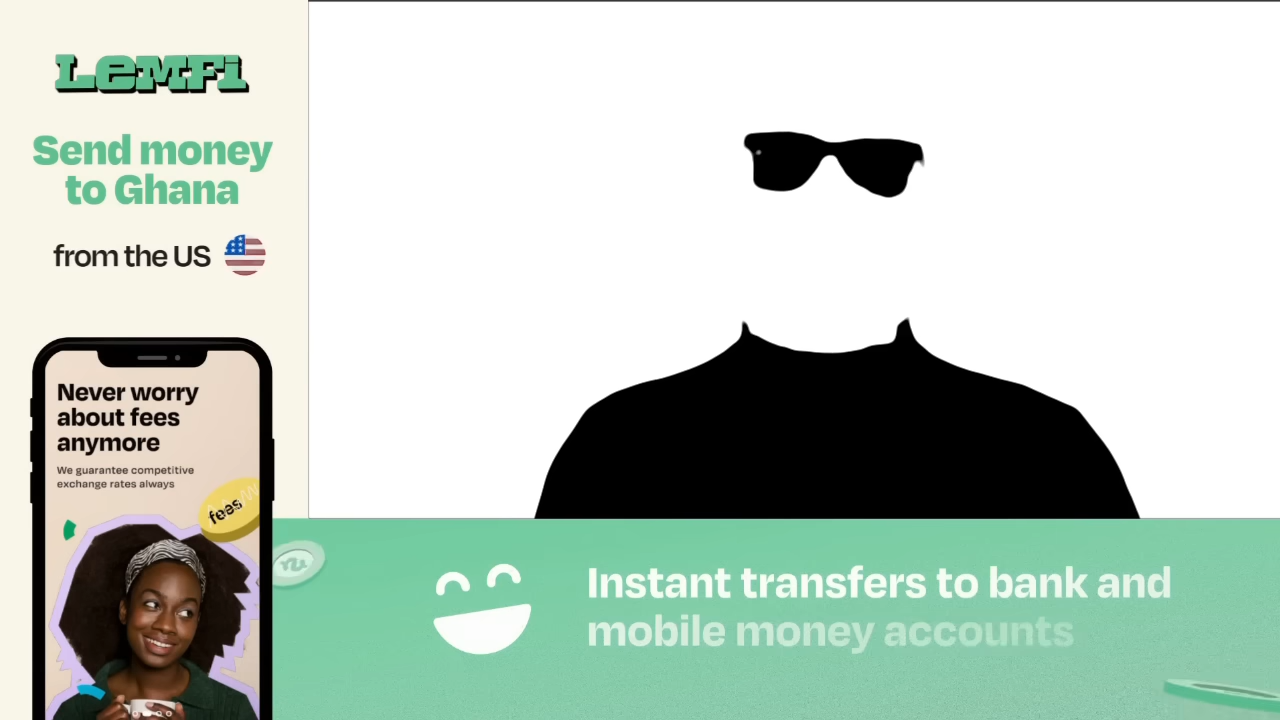 LemFi
Send money
to Ghana
from the US
Never worry
about fees
anymore
We guarantee competitive
exchange rates always
fees
Instant transfers to bank and
mobile money accounts